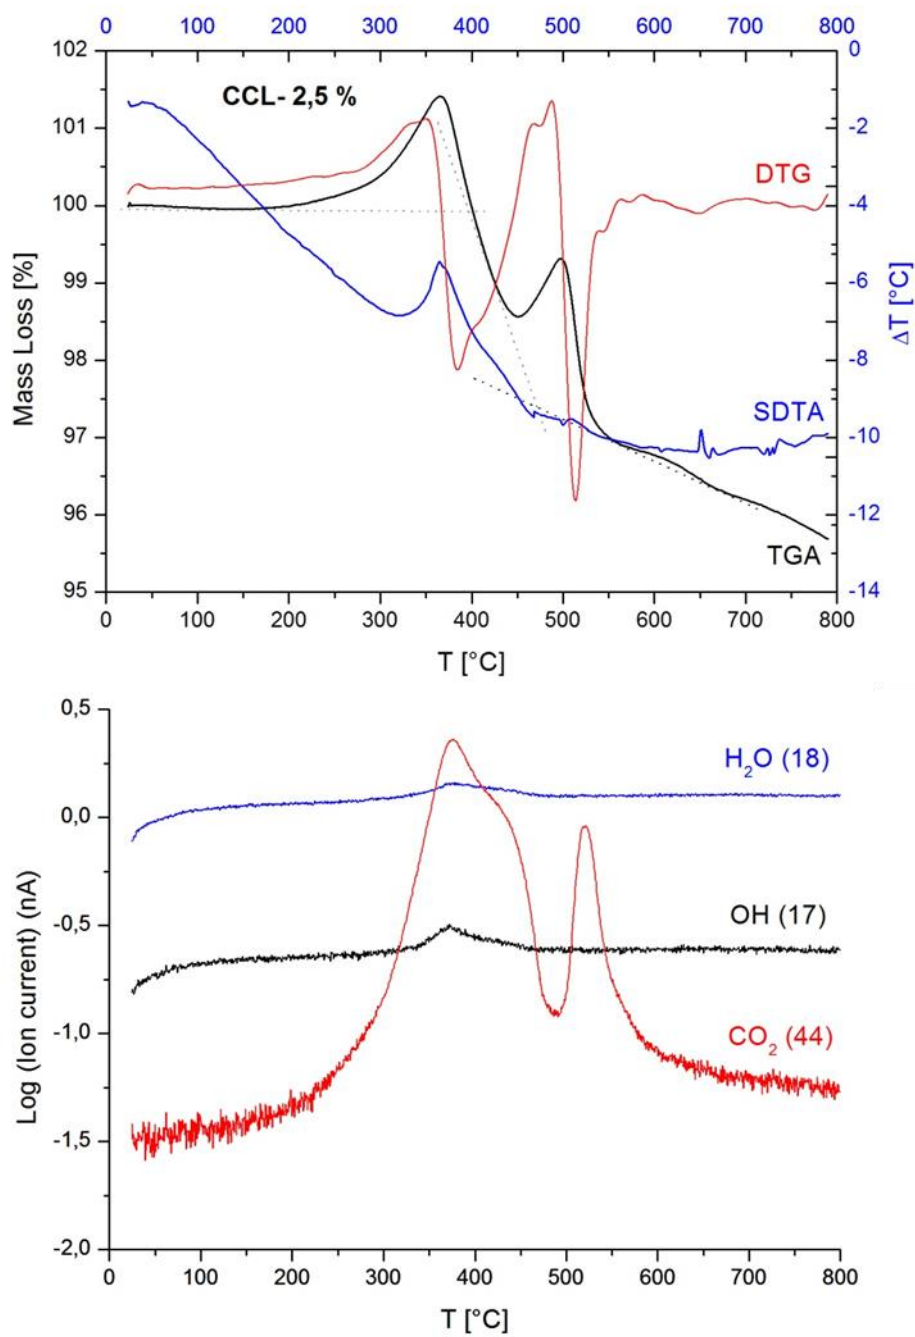 0 100 200 300 400 500 600 700 800
102 0
CCL- 2,5 %
101 -2
DTG
100 -4
99 -6
Mass Loss [%]
ΔT [°C]
98 -8
SDTA
97 -10
96 -12
TGA
95 -14
0 100 200 300 400 500 600 700 800
T [°C]
0,5
H2O (18)
0,0
Log (Ion current) (nA)
OH (17)
-0,5
-1,0
CO2 (44)
-1,5
-2,0
0 100 200 300 400 500 600 700 800
T [°C]